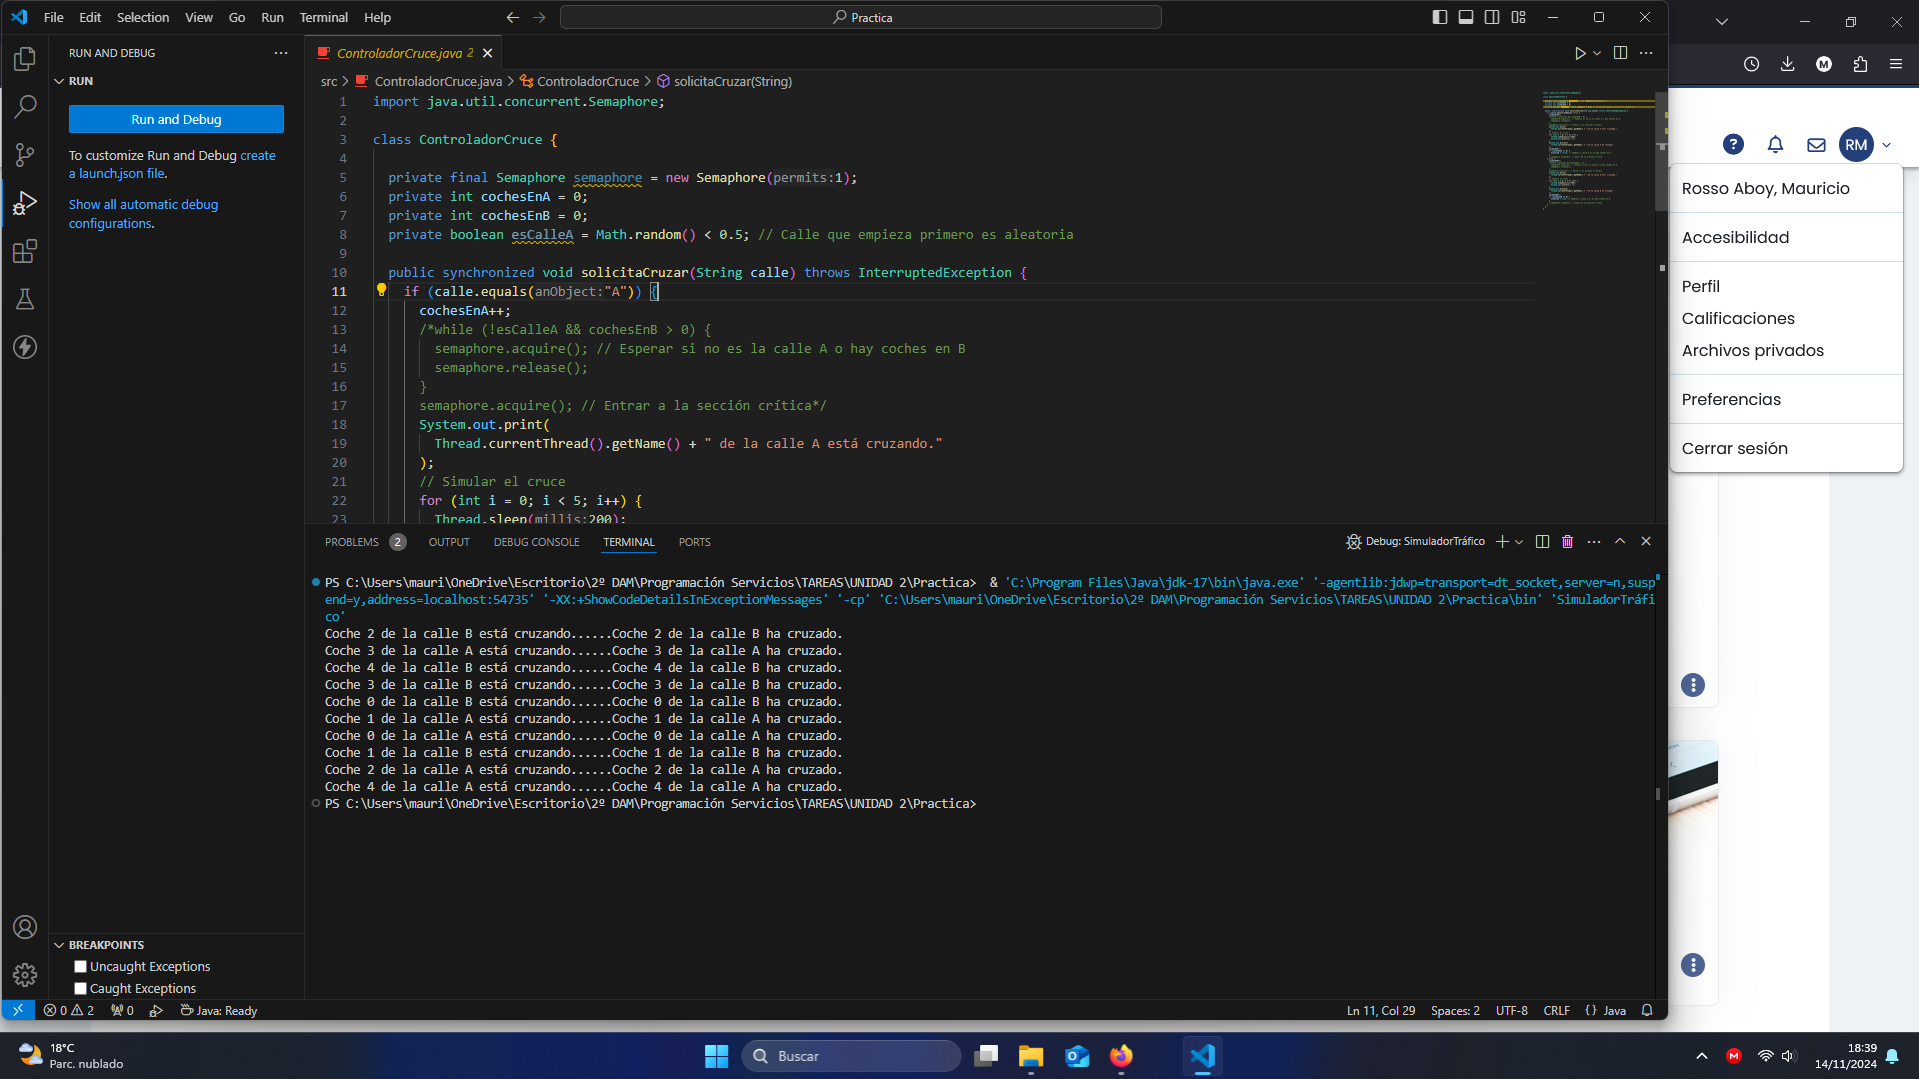 File Edit Selection View Go Run Terminal Help
Practica
RUN AND DEBUG
RUN
Run and Debug
To customize Run and Debug create
a launch.json file.
Show all automatic debug
configurations.
ControladorCruce.java 2
src > ControladorCruce.java > ControladorCruce > solicitaCruzar(String)
1 import java.util.concurrent.Semaphore;
2
3 class ControladorCruce {
4
5 private final Semaphore semaphore = new Semaphore(permits:1);
6 private int cochesEnA = 0;
7 private int cochesEnB = 0;
8 private boolean esCalleA = Math.random() < 0.5; // Calle que empieza primero es aleatoria
9
10 public synchronized void solicitaCruzar(String calle) throws InterruptedException {
11 if (calle.equals(anObject:"A")) {
12 cochesEnA++;
13 /*while (!esCalleA && cochesEnB > 0) {
14 semaphore.acquire(); // Esperar si no es la calle A o hay coches en B
15 semaphore.release();
16 }
17 semaphore.acquire(); // Entrar a la sección crítica*/
18 System.out.print(
19 Thread.currentThread().getName() + " de la calle A está cruzando."
20 );
21 // Simular el cruce
22 for (int i = 0; i < 5; i++) {
23 Thread.sleep(millis:200);
PROBLEMS 2 OUTPUT DEBUG CONSOLE TERMINAL PORTS
Debug: SimuladorTráfico
PS C:\Users\mauri\OneDrive\Escritorio\2º DAM\Programación Servicios\TAREAS\UNIDAD 2\Practica> & 'C:\Program Files\Java\jdk-17\bin\java.exe' '-agentlib:jdwp=transport=dt_socket,server=n,susp
end=y,address=localhost:54735' '-XX:+ShowCodeDetailsInExceptionMessages' '-cp' 'C:\Users\mauri\OneDrive\Escritorio\2º DAM\Programación Servicios\TAREAS\UNIDAD 2\Practica\bin' 'SimuladorTráfi
co'
Coche 2 de la calle B está cruzando......Coche 2 de la calle B ha cruzado.
Coche 3 de la calle A está cruzando......Coche 3 de la calle A ha cruzado.
Coche 4 de la calle B está cruzando......Coche 4 de la calle B ha cruzado.
Coche 3 de la calle B está cruzando......Coche 3 de la calle B ha cruzado.
Coche 0 de la calle B está cruzando......Coche 0 de la calle B ha cruzado.
Coche 1 de la calle A está cruzando......Coche 1 de la calle A ha cruzado.
Coche 0 de la calle A está cruzando......Coche 0 de la calle A ha cruzado.
Coche 1 de la calle B está cruzando......Coche 1 de la calle B ha cruzado.
Coche 2 de la calle A está cruzando......Coche 2 de la calle A ha cruzado.
Coche 4 de la calle A está cruzando......Coche 4 de la calle A ha cruzado.
PS C:\Users\mauri\OneDrive\Escritorio\2º DAM\Programación Servicios\TAREAS\UNIDAD 2\Practica>
BREAKPOINTS
Uncaught Exceptions
Caught Exceptions
0 2 0 Java: Ready
Ln 11, Col 29 Spaces: 2 UTF-8 CRLF {} Java
M
RM
Rosso Aboy, Mauricio
Accesibilidad
Perfil
Calificaciones
Archivos privados
Preferencias
Cerrar sesión
18°C
Parc. nublado
Buscar
M
18:39
14/11/2024